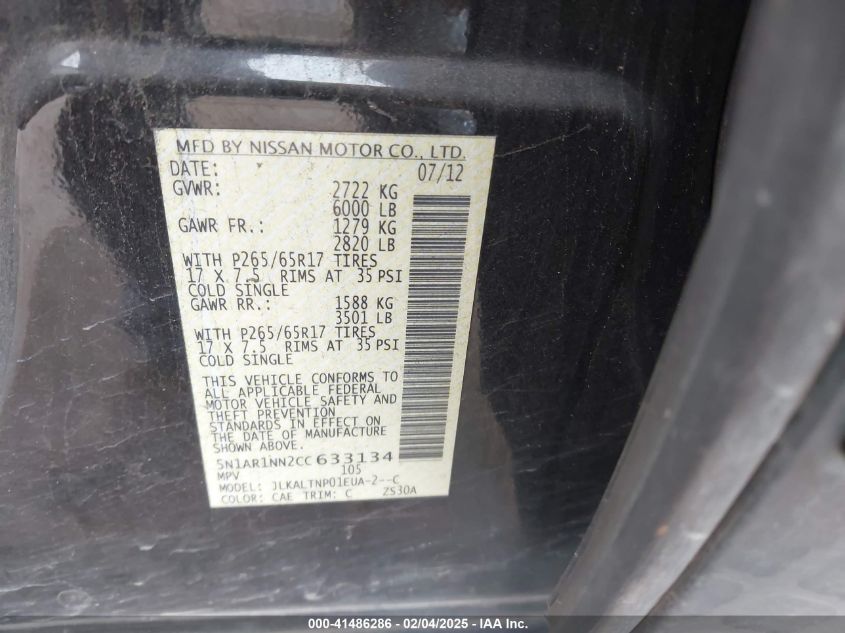 MFD BY NISSAN MOTOR CO., LTD.
DATE: 07/12
GVWR: 2722 KG
6000 LB
GAWR FR.: 1279 KG
2820 LB
WITH P265/65R17 TIRES
17 X 7.5 RIMS AT 35 PSI
COLD SINGLE
GAWR RR.: 1588 KG
3501 LB
WITH P265/65R17 TIRES
17 X 7.5 RIMS AT 35 PSI
COLD SINGLE
THIS VEHICLE CONFORMS TO
ALL APPLICABLE FEDERAL
MOTOR VEHICLE SAFETY AND
THEFT PREVENTION
STANDARDS IN EFFECT ON
THE DATE OF MANUFACTURE
SHOWN ABOVE.
5N1AR1NN2CC633134
MPV 105
MODEL: JLKALTNP01EUA-2--C
COLOR: CAE TRIM: C ZS30A
000-41486286 - 02/04/2025 - IAA Inc.